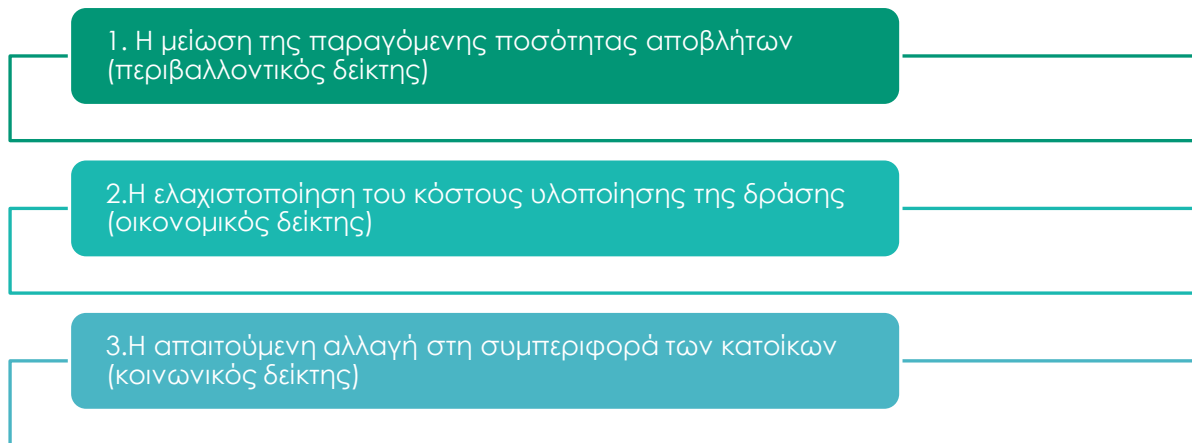 1. Η μείωση της παραγόμενης ποσότητας αποβλήτων
(περιβαλλοντικός δείκτης)
2.Η ελαχιστοποίηση του κόστους υλοποίησης της δράσης
(οικονομικός δείκτης)
3.Η απαιτούμενη αλλαγή στη συμπεριφορά των κατοίκων
(κοινωνικός δείκτης)